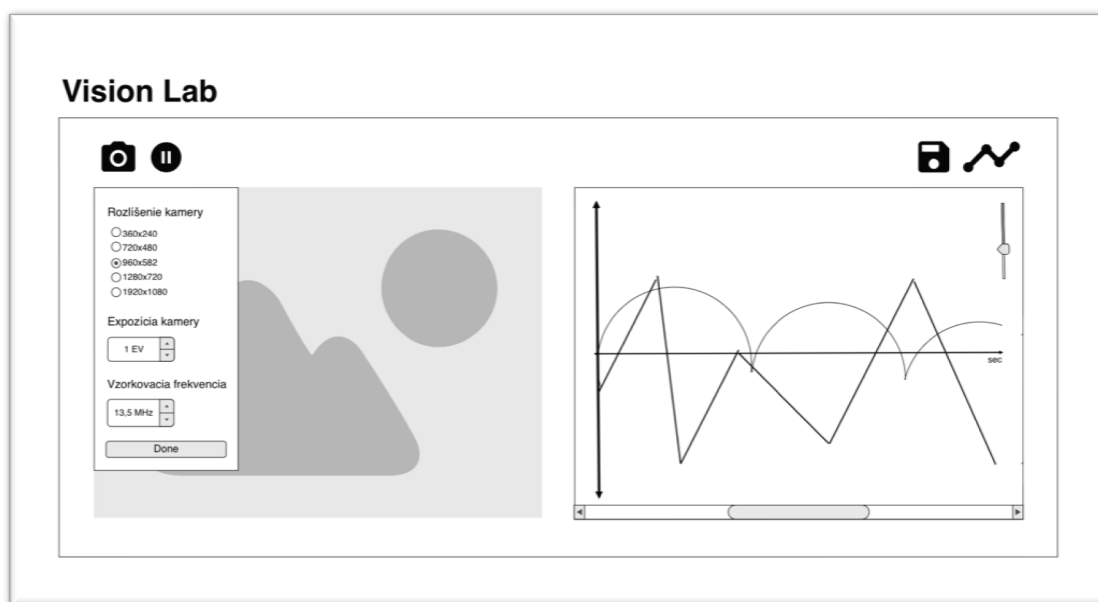 Vision Lab
Rozlíšenie kamery
360x240
720x480
960x582
1280x720
1920x1080
Expozícia kamery
1 EV
Vzorkovacia frekvencia
13,5 MHz
Done
sec